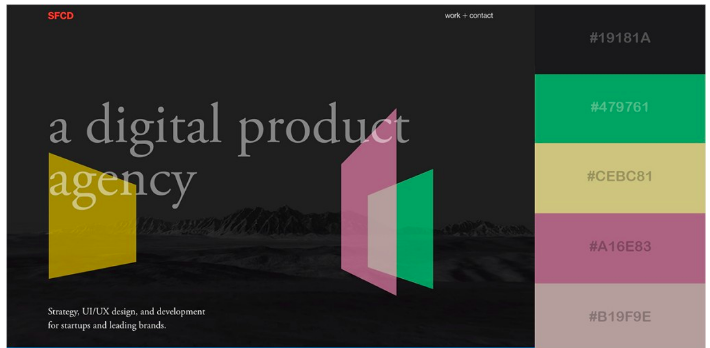 SFCD
work + contact
a digital product
agency
Strategy, UI/UX design, and development
for startups and leading brands.
#19181A
#479761
#CEBC81
#A16E83
#B19F9E